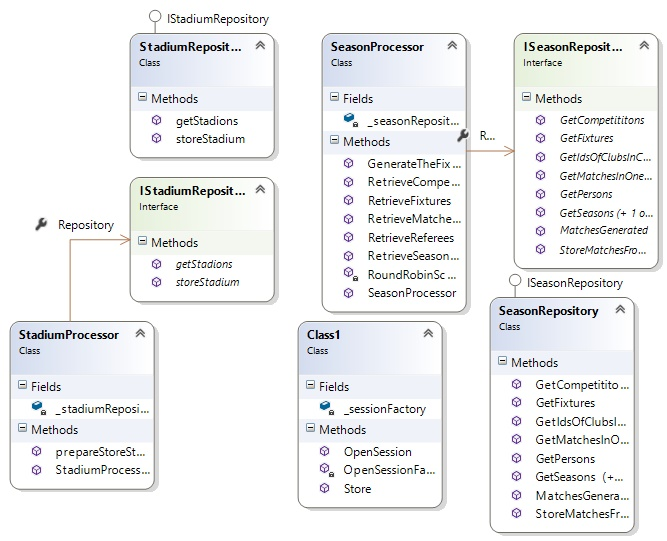 IStadiumRepository
StadiumReposit...
Class
Methods
getStadions
storeStadium
SeasonProcessor
Class
Fields
_seasonReposit...
Methods
GenerateTheFix...
RetrieveCompe...
RetrieveFixtures
RetrieveMatche...
RetrieveReferees
RetrieveSeason...
RoundRobinSc...
SeasonProcessor
R...
ISeasonReposit...
Interface
Methods
GetCompetititons
GetFixtures
GetIdsOfClubsInC...
GetMatchesInOne...
GetPersons
GetSeasons (+ 1 o...
MatchesGenerated
StoreMatchesFro...
IStadiumReposit...
Interface
Methods
getStadions
storeStadium
Repository
StadiumProcessor
Class
Fields
_stadiumReposi...
Methods
prepareStoreSt...
StadiumProcess...
Class1
Class
Fields
_sessionFactory
Methods
OpenSession
OpenSessionFa...
Store
ISeasonRepository
SeasonRepository
Class
Methods
GetCompetitito...
GetFixtures
GetIdsOfClubsI...
GetMatchesInO...
GetPersons
GetSeasons (+...
MatchesGenera...
StoreMatchesFr...